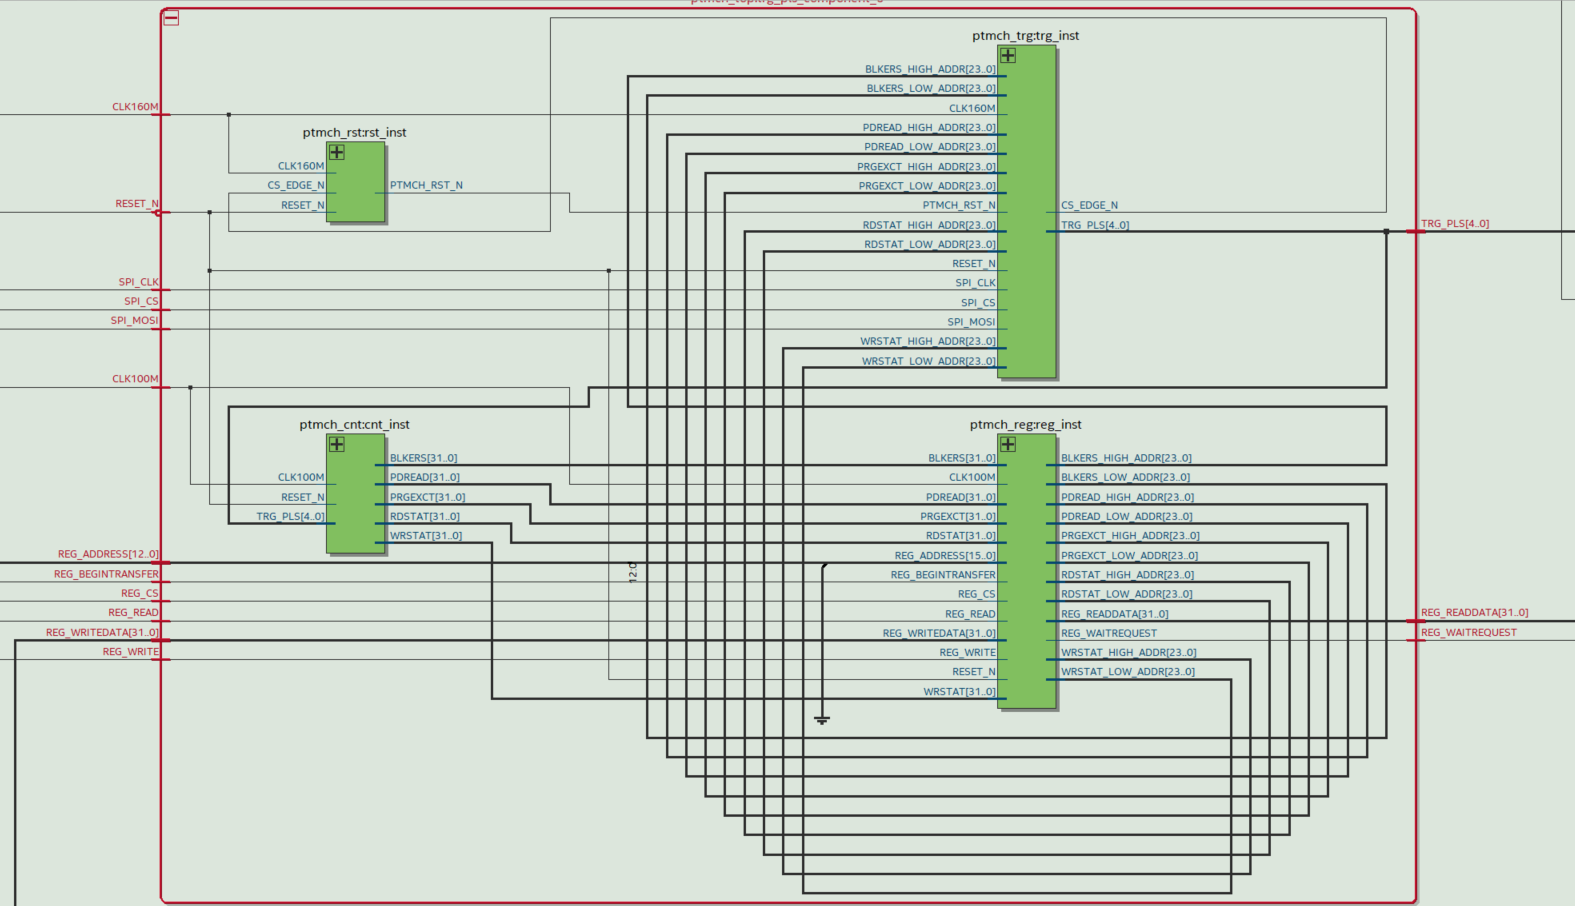 CLK160M
RESET_N
SPI_CLK
SPI_CS
SPI_MOSI
CLK100M
REG_ADDRESS[12..0]
REG_BEGINTRANSFER
REG_CS
REG_READ
REG_WRITEDATA[31..0]
REG_WRITE
ptmch_rst:rst_inst
CLK160M
CS_EDGE_N
RESET_N
PTMCH_RST_N
ptmch_cnt:cnt_inst
CLK100M
RESET_N
TRG_PLS[4..0]
BLKERS[31..0]
PDREAD[31..0]
PRGEXCT[31..0]
RDSTAT[31..0]
WRSTAT[31..0]
12:0
ptmch_trg:trg_inst
BLKERS_HIGH_ADDR[23..0]
BLKERS_LOW_ADDR[23..0]
CLK160M
PDREAD_HIGH_ADDR[23..0]
PDREAD_LOW_ADDR[23..0]
PRGEXCT_HIGH_ADDR[23..0]
PRGEXCT_LOW_ADDR[23..0]
PTMCH_RST_N
RDSTAT_HIGH_ADDR[23..0]
RDSTAT_LOW_ADDR[23..0]
RESET_N
SPI_CLK
SPI_CS
SPI_MOSI
WRSTAT_HIGH_ADDR[23..0]
WRSTAT_LOW_ADDR[23..0]
CS_EDGE_N
TRG_PLS[4..0]
ptmch_reg:reg_inst
BLKERS[31..0]
CLK100M
PDREAD[31..0]
PRGEXCT[31..0]
RDSTAT[31..0]
REG_ADDRESS[15..0]
REG_BEGINTRANSFER
REG_CS
REG_READ
REG_WRITEDATA[31..0]
REG_WRITE
RESET_N
WRSTAT[31..0]
BLKERS_HIGH_ADDR[23..0]
BLKERS_LOW_ADDR[23..0]
PDREAD_HIGH_ADDR[23..0]
PDREAD_LOW_ADDR[23..0]
PRGEXCT_HIGH_ADDR[23..0]
PRGEXCT_LOW_ADDR[23..0]
RDSTAT_HIGH_ADDR[23..0]
RDSTAT_LOW_ADDR[23..0]
REG_READDATA[31..0]
REG_WAITREQUEST
WRSTAT_HIGH_ADDR[23..0]
WRSTAT_LOW_ADDR[23..0]
TRG_PLS[4..0]
REG_READDATA[31..0]
REG_WAITREQUEST